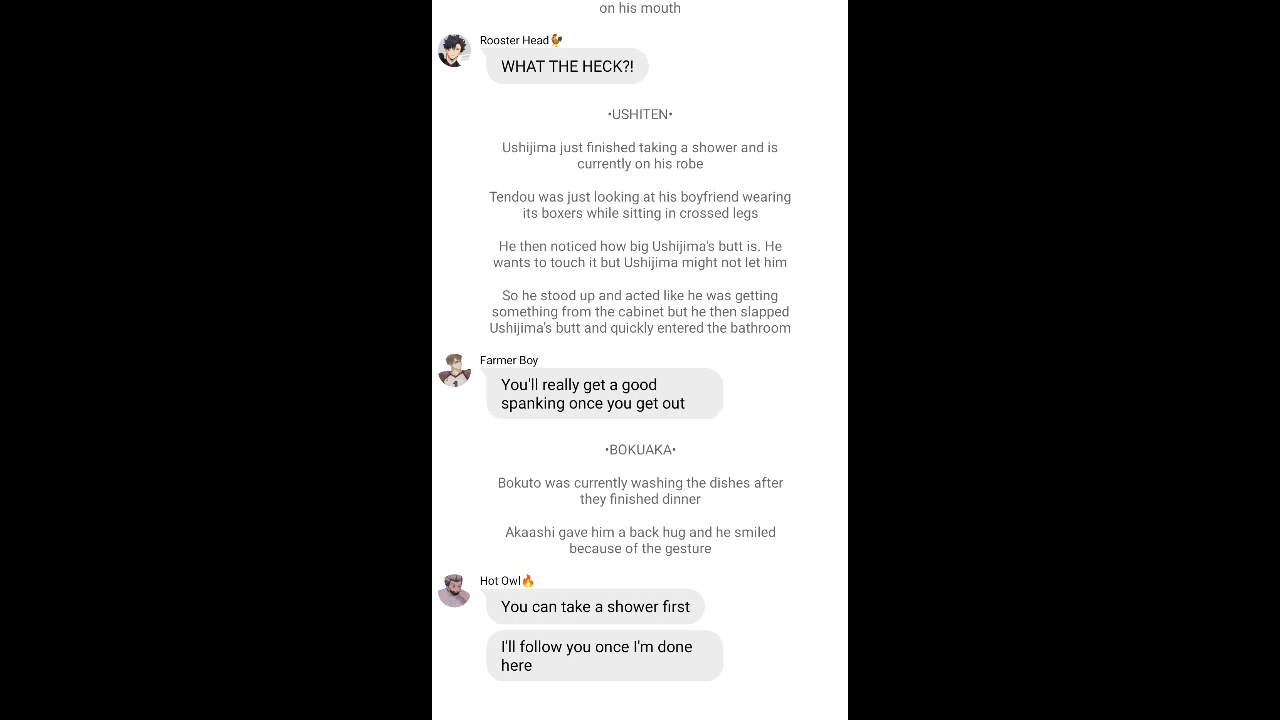 on his mouth
Rooster Head🐓
WHAT THE HECK?!
•USHITEN•
Ushijima just finished taking a shower and is
currently on his robe
Tendou was just looking at his boyfriend wearing
its boxers while sitting in crossed legs
He then noticed how big Ushijima's butt is. He
wants to touch it but Ushijima might not let him
So he stood up and acted like he was getting
something from the cabinet but he then slapped
Ushijima's butt and quickly entered the bathroom
Farmer Boy
You'll really get a good
spanking once you get out
•BOKUAKA•
Bokuto was currently washing the dishes after
they finished dinner
Akaashi gave him a back hug and he smiled
because of the gesture
Hot Owl🔥
You can take a shower first
I'll follow you once I'm done
here